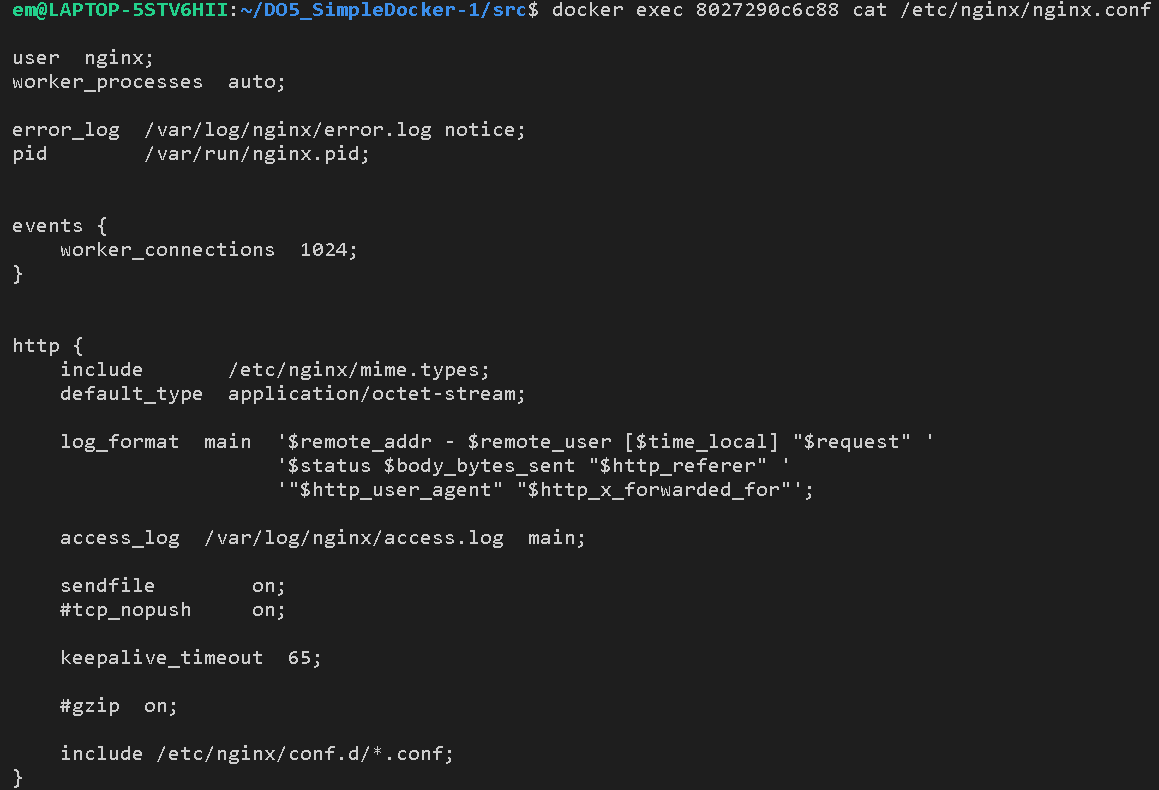 em@LAPTOP-5STV6HII:~/DO5_SimpleDocker-1/src$ docker exec 8027290c6c88 cat /etc/nginx/nginx.conf
user  nginx;
worker_processes  auto;
error_log  /var/log/nginx/error.log notice;
pid        /var/run/nginx.pid;
events {
    worker_connections  1024;
}
http {
    include       /etc/nginx/mime.types;
    default_type  application/octet-stream;
    log_format  main  '$remote_addr - $remote_user [$time_local] "$request" '
                      '$status $body_bytes_sent "$http_referer" '
                      '"$http_user_agent" "$http_x_forwarded_for"';
    access_log  /var/log/nginx/access.log  main;
    sendfile        on;
    #tcp_nopush     on;
    keepalive_timeout  65;
    #gzip  on;
    include /etc/nginx/conf.d/*.conf;
}